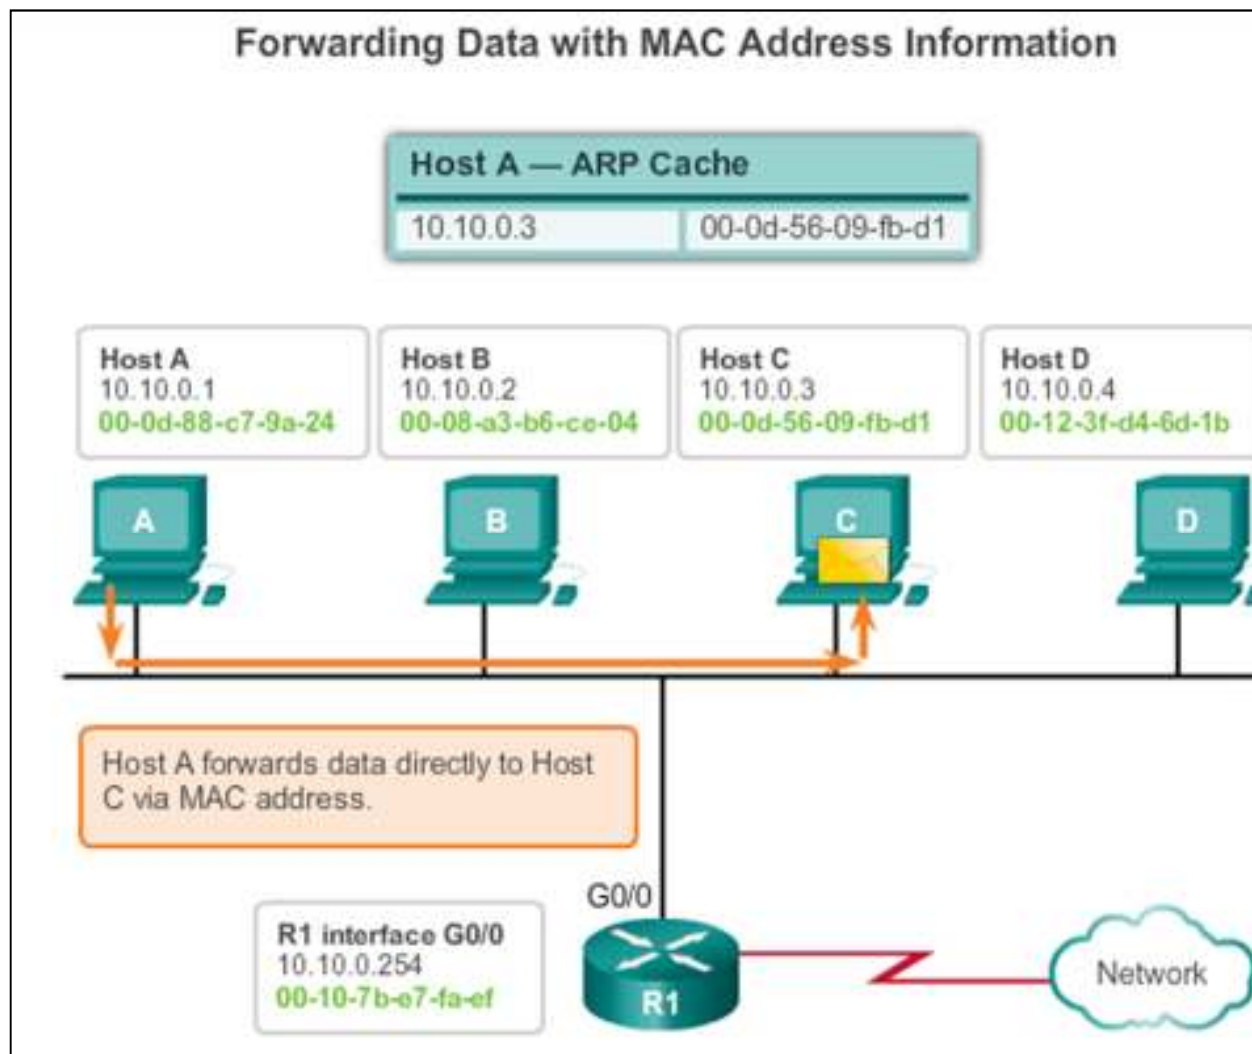 Forwarding Data with MAC Address Information
Host A — ARP Cache
10.10.0.3 00-0d-56-09-fb-d1
Host A
10.10.0.1
00-0d-88-c7-9a-24
Host B
10.10.0.2
00-08-a3-b6-ce-04
Host C
10.10.0.3
00-0d-56-09-fb-d1
Host D
10.10.0.4
00-12-3f-d4-6d-1b
A
B
C
D
Host A forwards data directly to Host
C via MAC address.
G0/0
R1 interface G0/0
10.10.0.254
00-10-7b-e7-fa-ef
R1
Network